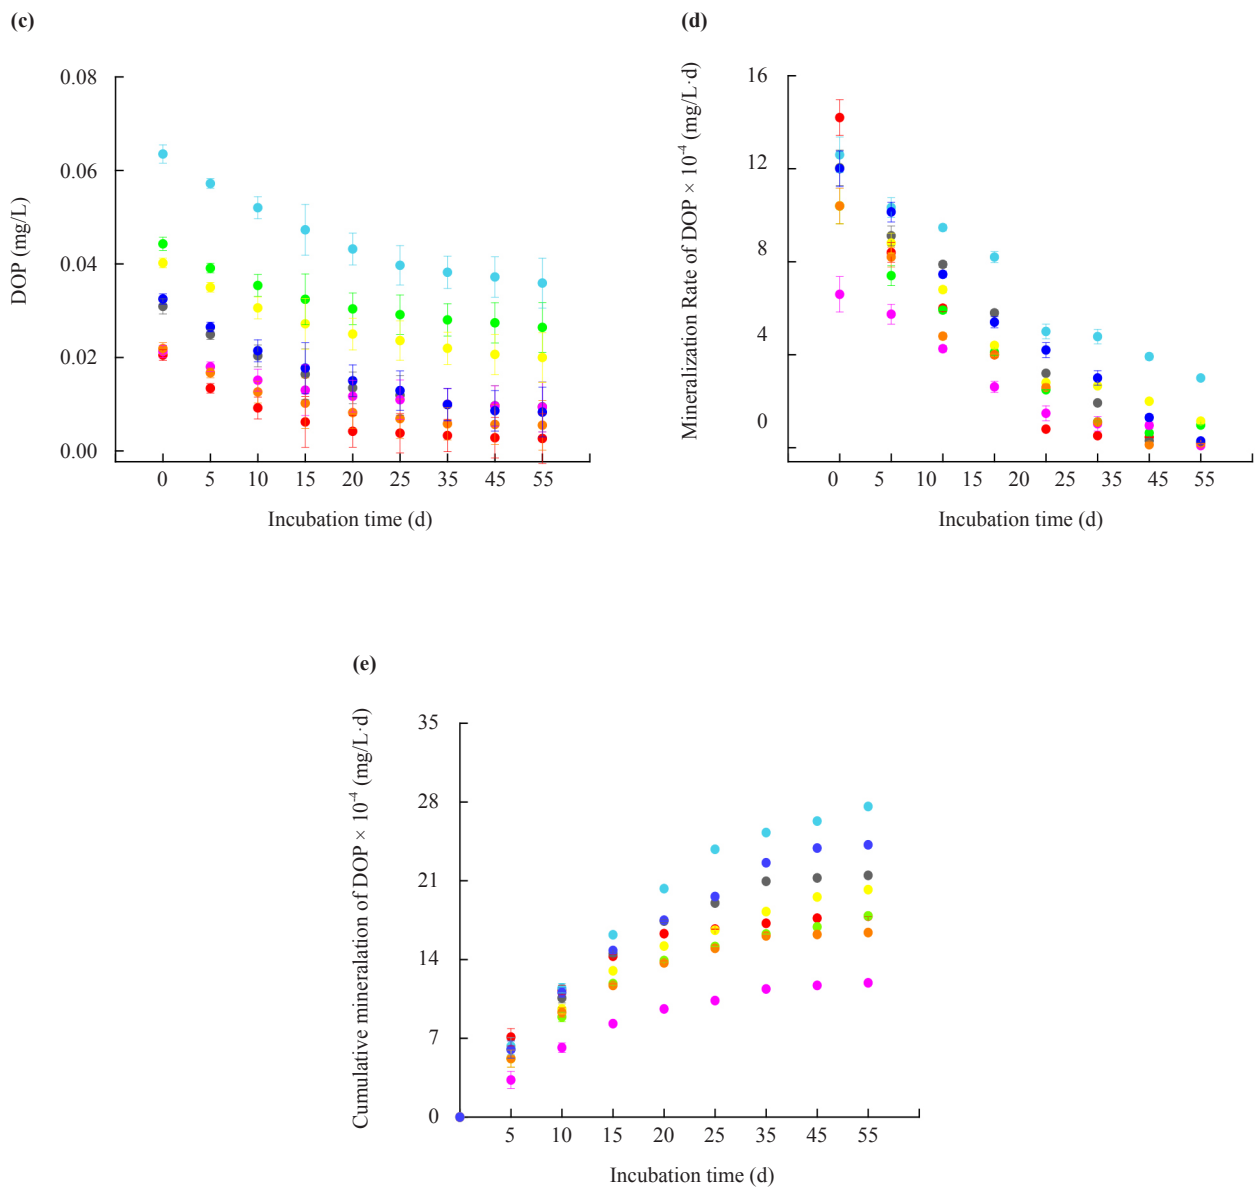 (c)
0.08
0.06
0.04
0.02
0.00
DOP (mg/L)
0 5 10 15 20 25 35 45 55
Incubation time (d)
(d)
16
12
8
4
0
Mineralization Rate of DOP × 10⁻⁴ (mg/L·d)
0 5 10 15 20 25 35 45 55
Incubation time (d)
(e)
35
28
21
14
7
0
Cumulative mineralation of DOP × 10⁻⁴ (mg/L·d)
5 10 15 20 25 35 45 55
Incubation time (d)